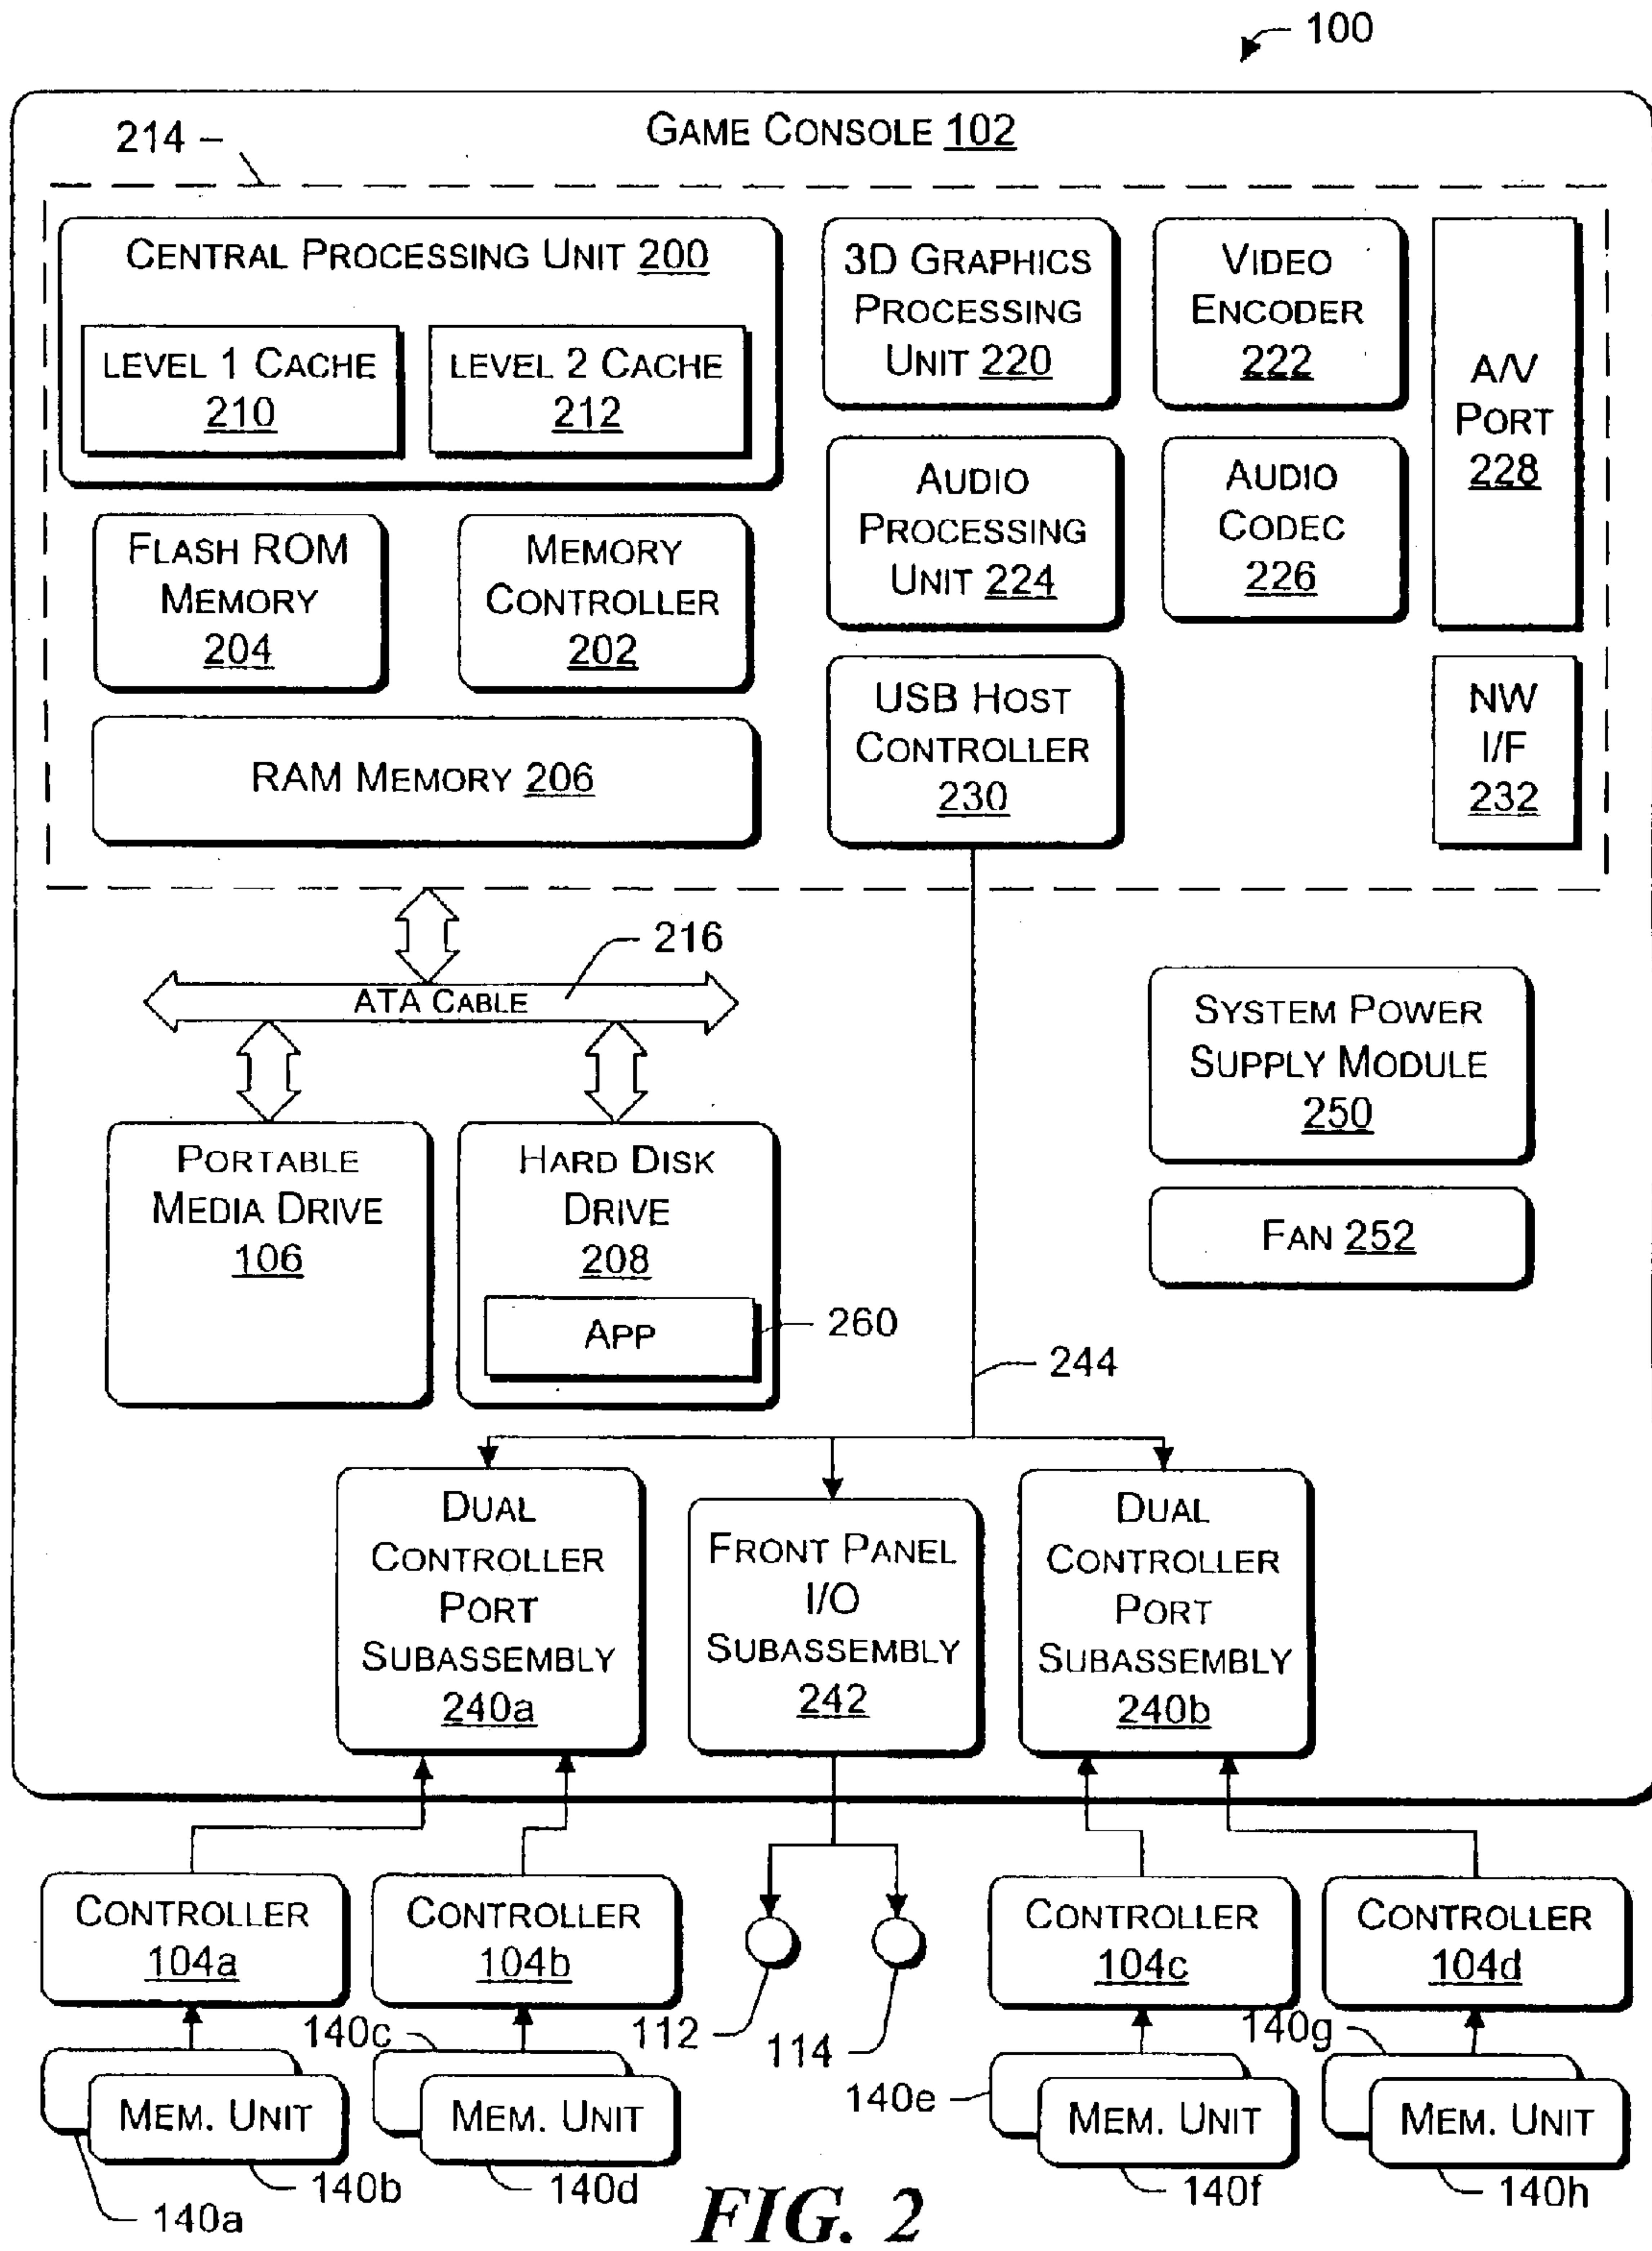 100
GAME CONSOLE 102
214
CENTRAL PROCESSING UNIT 200
LEVEL 1 CACHE
210
LEVEL 2 CACHE
212
3D GRAPHICS
PROCESSING
UNIT 220
VIDEO
ENCODER
222
A/V
PORT
228
FLASH ROM
MEMORY
204
MEMORY
CONTROLLER
202
AUDIO
PROCESSING
UNIT 224
AUDIO
CODEC
226
RAM MEMORY 206
USB HOST
CONTROLLER
230
NW
I/F
232
216
ATA CABLE
SYSTEM POWER
SUPPLY MODULE
250
PORTABLE
MEDIA DRIVE
106
HARD DISK
DRIVE
208
APP
260
FAN 252
244
DUAL
CONTROLLER
PORT
SUBASSEMBLY
240a
FRONT PANEL
I/O
SUBASSEMBLY
242
DUAL
CONTROLLER
PORT
SUBASSEMBLY
240b
CONTROLLER
104a
CONTROLLER
104b
CONTROLLER
104c
CONTROLLER
104d
140c
112
114
140g
140e
MEM. UNIT
MEM. UNIT
MEM. UNIT
MEM. UNIT
140a
140b
140d
140f
140h
FIG. 2